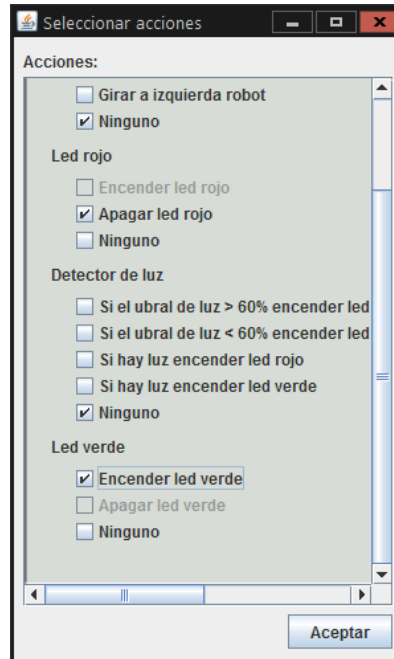 Seleccionar acciones
Acciones:
Girar a izquierda robot
Ninguno
Led rojo
Encender led rojo
Apagar led rojo
Ninguno
Detector de luz
Si el ubral de luz > 60% encender led
Si el ubral de luz < 60% encender led
Si hay luz encender led rojo
Si hay luz encender led verde
Ninguno
Led verde
Encender led verde
Apagar led verde
Ninguno
Aceptar